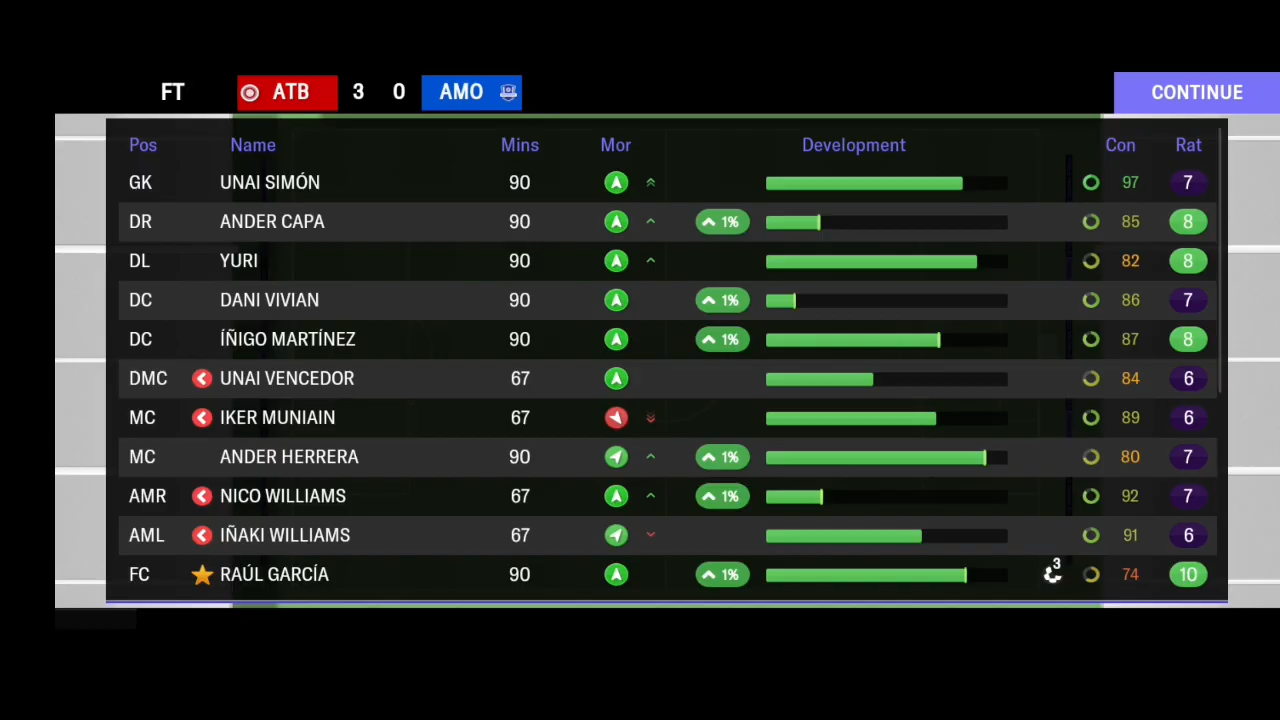 FT ATB 3 0 AMO CONTINUE
Pos Name Mins Mor Development Con Rat
GK UNAI SIMÓN 90 97 7
DR ANDER CAPA 90 1% 85 8
DL YURI 90 82 8
DC DANI VIVIAN 90 1% 86 7
DC ÍÑIGO MARTÍNEZ 90 1% 87 8
DMC UNAI VENCEDOR 67 84 6
MC IKER MUNIAIN 67 89 6
MC ANDER HERRERA 90 1% 80 7
AMR NICO WILLIAMS 67 1% 92 7
AML IÑAKI WILLIAMS 67 91 6
FC RAÚL GARCÍA 90 1% 3 74 10